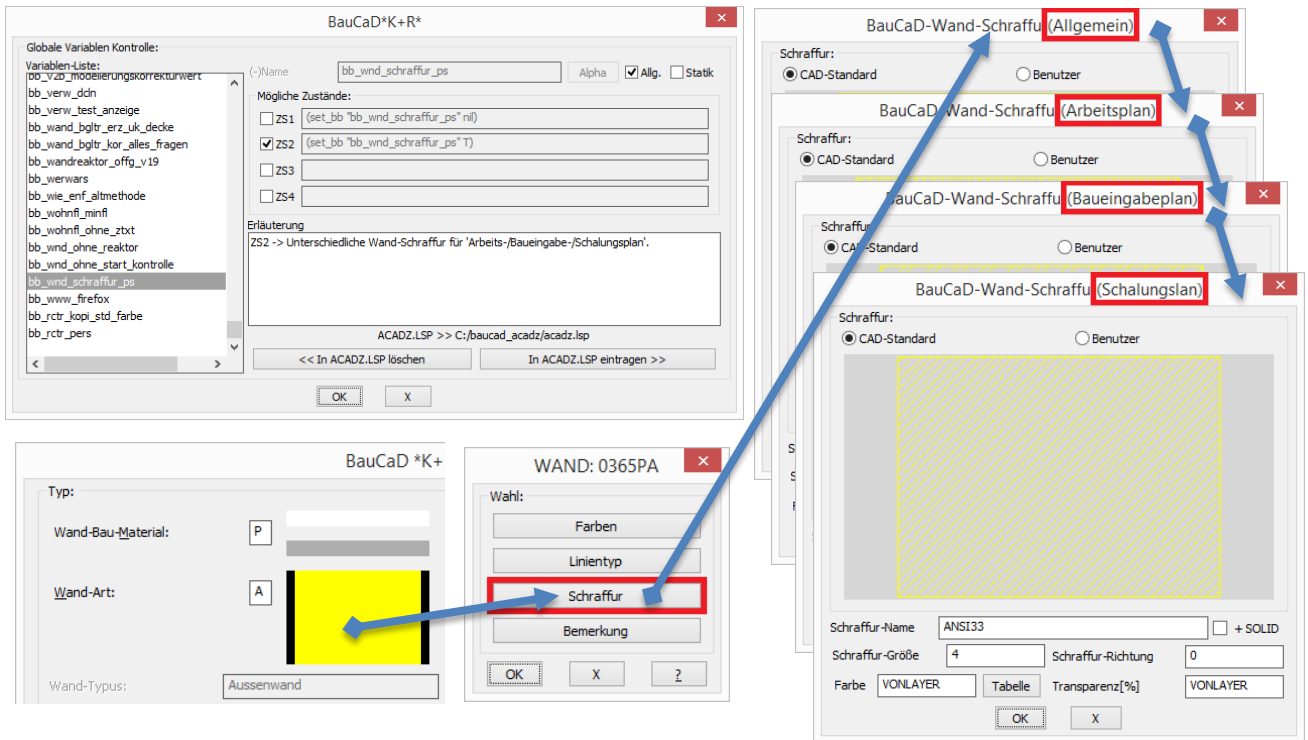 BauCaD*K+R*
Globale Variablen Kontrolle:
Variablen-Liste:
bb_v2b_modellerungskorrekturwert
bb_verw_dcln
bb_verw_test_anzeige
bb_wand_bgltr_erz_uk_decke
bb_wand_bgltr_kor_alles_fragen
bb_wandreaktor_offg_v19
bb_werwars
bb_wie_enf_altmethode
bb_wohnfl_minfl
bb_wohnfl_ohne_ztxt
bb_wnd_ohne_reaktor
bb_wnd_ohne_start_kontrolle
bb_wnd_schraffur_ps
bb_www_firefox
bb_rctr_kopi_std_farbe
bb_rctr_pers
(-)Name bb_wnd_schraffur_ps Alpha Allg. Statik
Mögliche Zustände:
ZS1 (set_bb "bb_wnd_schraffur_ps" nil)
ZS2 (set_bb "bb_wnd_schraffur_ps" T)
ZS3
ZS4
Erläuterung
ZS2 -> Unterschiedliche Wand-Schraffur für 'Arbeits-/Baueingabe-/Schalungsplan'.
ACADZ.LSP >> C:/baucad_acadz/acadz.lsp
<< In ACADZ.LSP löschen In ACADZ.LSP eintragen >>
OK X
BauCaD *K+
Typ:
Wand-Bau-Material: P
Wand-Art: A
Wand-Typus: Aussenwand
WAND: 0365PA
Wahl:
Farben
Linientyp
Schraffur
Bemerkung
OK X ?
BauCaD-Wand-Schraffu (Allgemein)
Schraffur:
CAD-Standard Benutzer
BauCaD-Wand-Schraffu (Arbeitsplan)
Schraffur:
CAD-Standard Benutzer
BauCaD-Wand-Schraffu (Baueingabeplan)
Schraffur
CAD-Standard Benutzer
BauCaD-Wand-Schraffu (Schalungslan)
Schraffur:
CAD-Standard Benutzer
Schraffur-Name ANSI33 + SOLID
Schraffur-Größe 4 Schraffur-Richtung 0
Farbe VONLAYER Tabelle Transparenz[%] VONLAYER
OK X